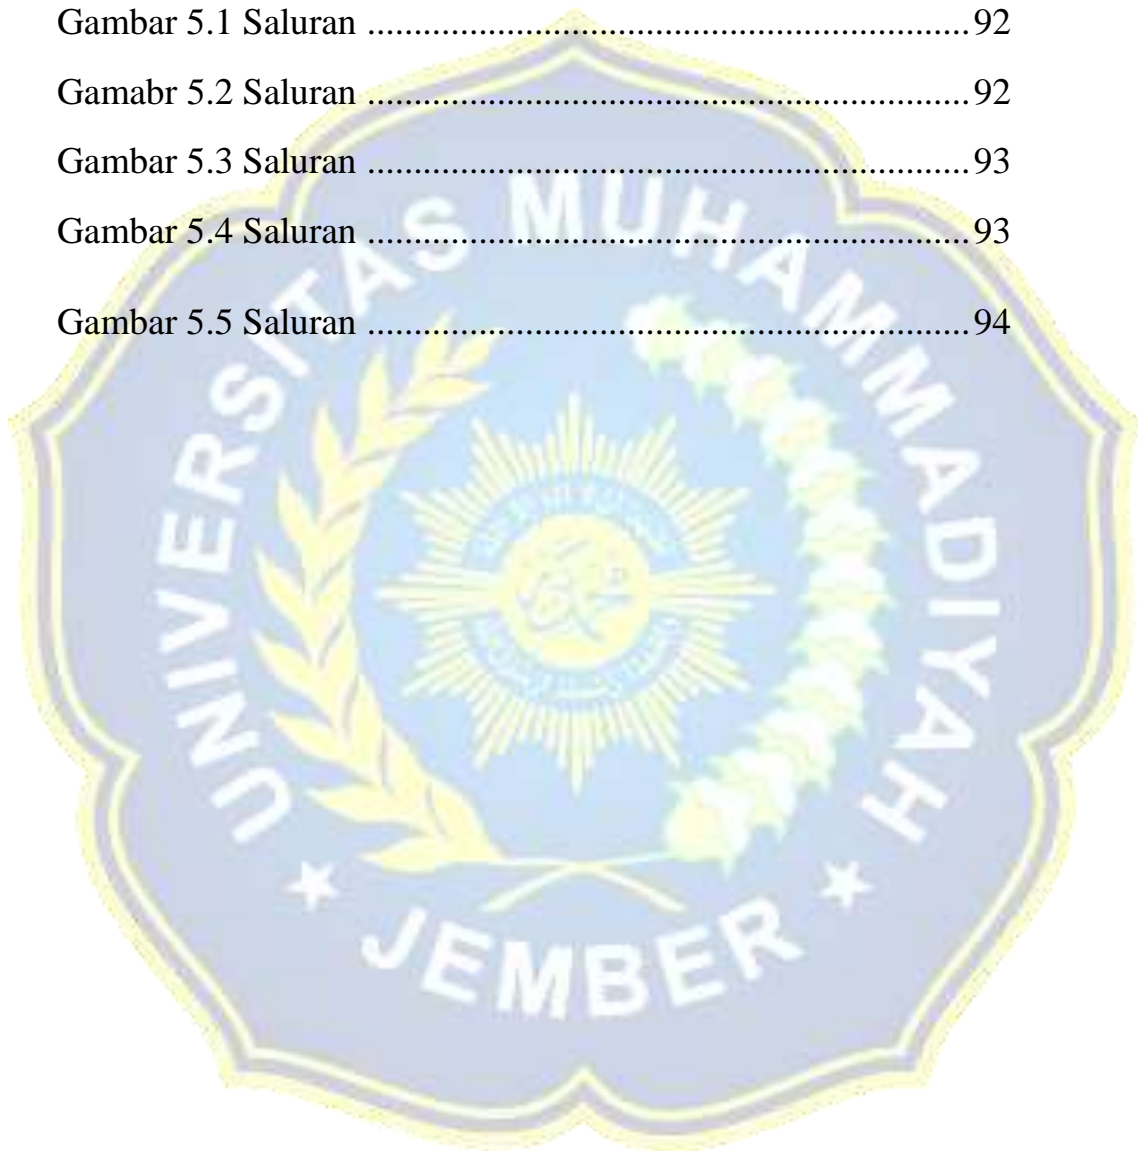 Gambar 5.1 Saluran ................................................................. 92
Gamabr 5.2 Saluran ................................................................. 92
Gambar 5.3 Saluran ................................................................. 93
Gambar 5.4 Saluran ................................................................. 93
Gambar 5.5 Saluran ................................................................. 94
UNIVERSITAS MUHAMMADIYAH
JEMBER